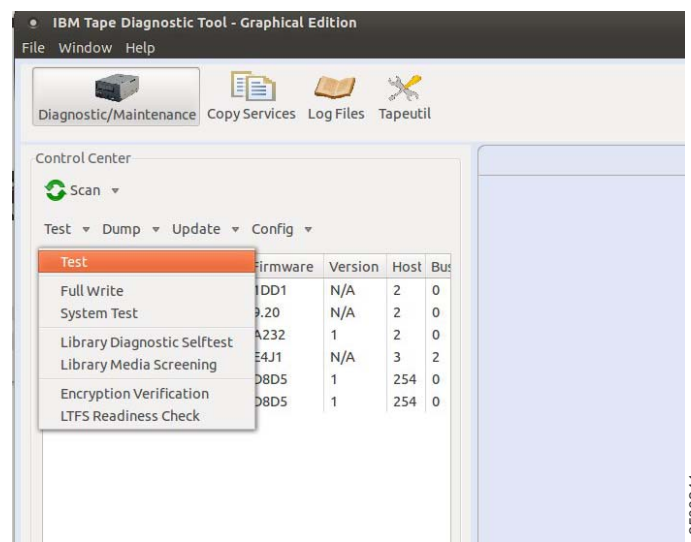 IBM Tape Diagnostic Tool - Graphical Edition
File Window Help
Diagnostic/Maintenance Copy Services Log Files Tapeutil
Control Center
Scan
Test Dump Update Config
Firmware Version Host Bus
Test
Full Write
System Test
Library Diagnostic Selftest
Library Media Screening
Encryption Verification
LTFS Readiness Check
1DD1 N/A 2 0
9.20 N/A 2 0
A232 1 2 0
E4J1 N/A 3 2
D8D5 1 254 0
D8D5 1 254 0